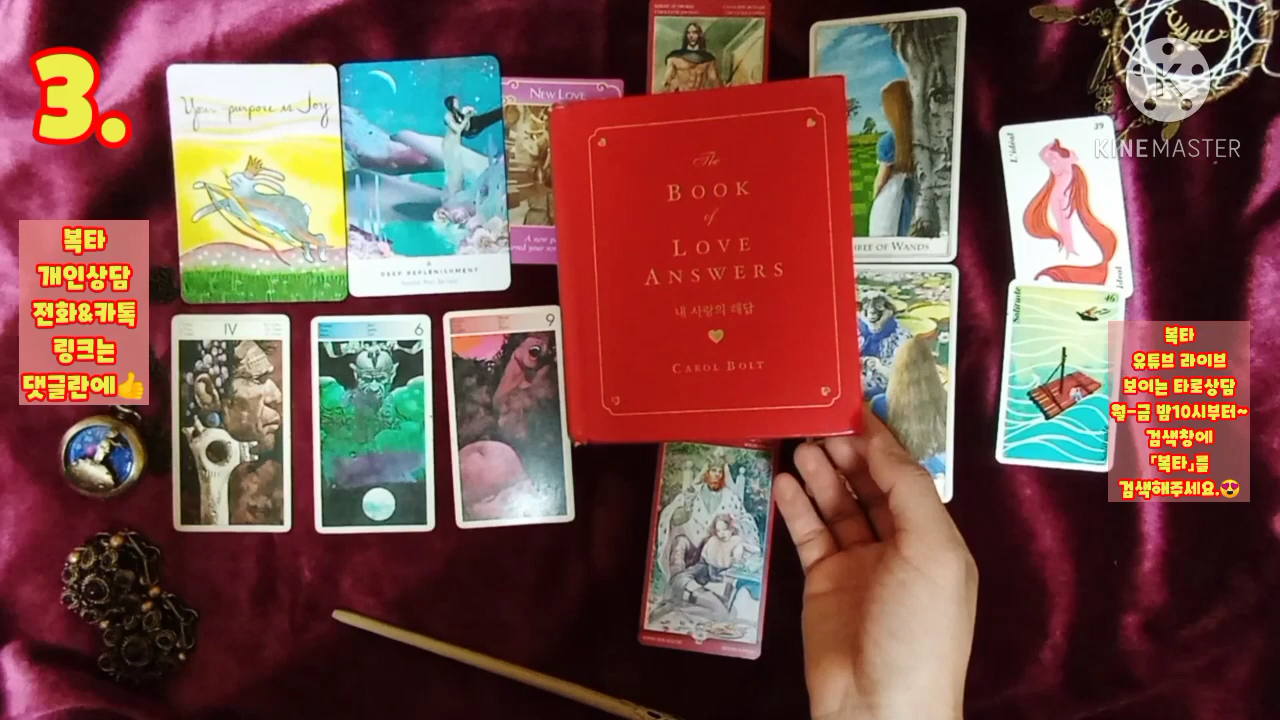 3.
복타
개인상담
전화&카톡
링크는
댓글란에👍
Your purpose is Joy
DEEP REPLENISHMENT
NEW LOVE
IV
6
9
The
BOOK
of
LOVE
ANSWERS
내 사랑의 해답
CAROL BOLT
THREE OF WANDS
KINEMASTER
39
L'idéal
Ideal
Solitude
46
복타
유튜브 라이브
보이는 타로상담
월-금 밤10시부터~
검색창에
「복타」를
검색해주세요.😍